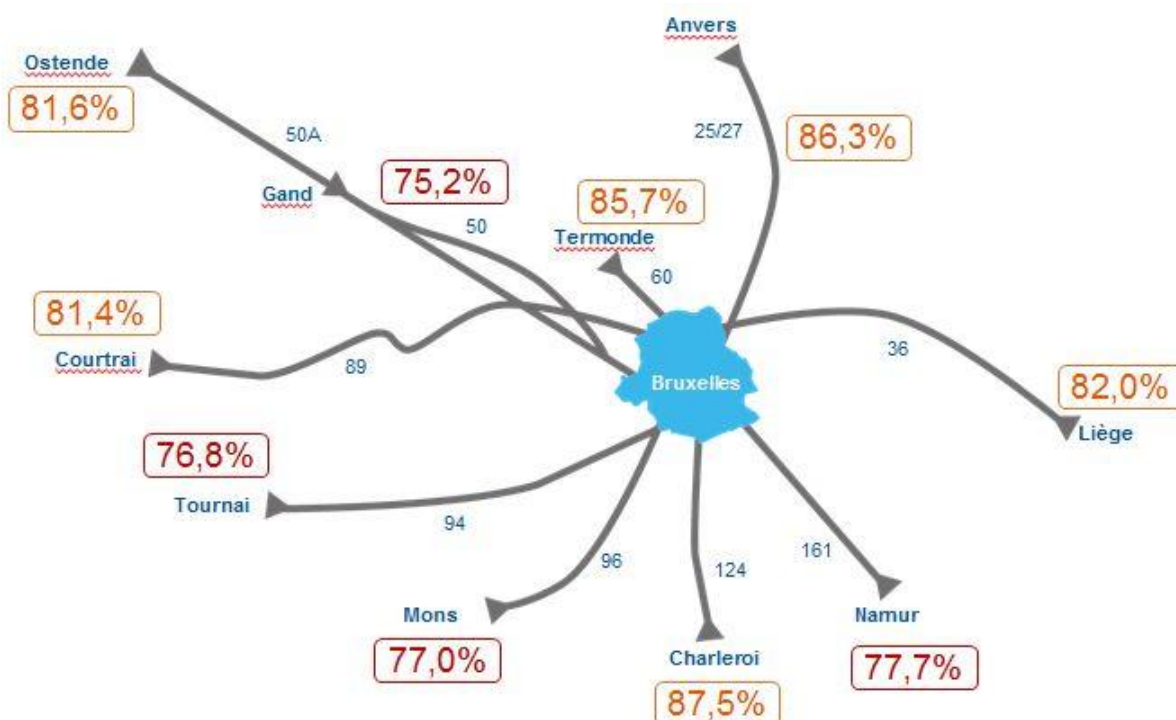 Anvers
Ostende
81,6%
50A
25/27
86,3%
Gand
75,2%
50
85,7%
Termonde
60
81,4%
Courtrai
89
Bruxelles
36
82,0%
Liège
76,8%
Tournai
94
96
124
161
Mons
77,0%
Charleroi
87,5%
Namur
77,7%